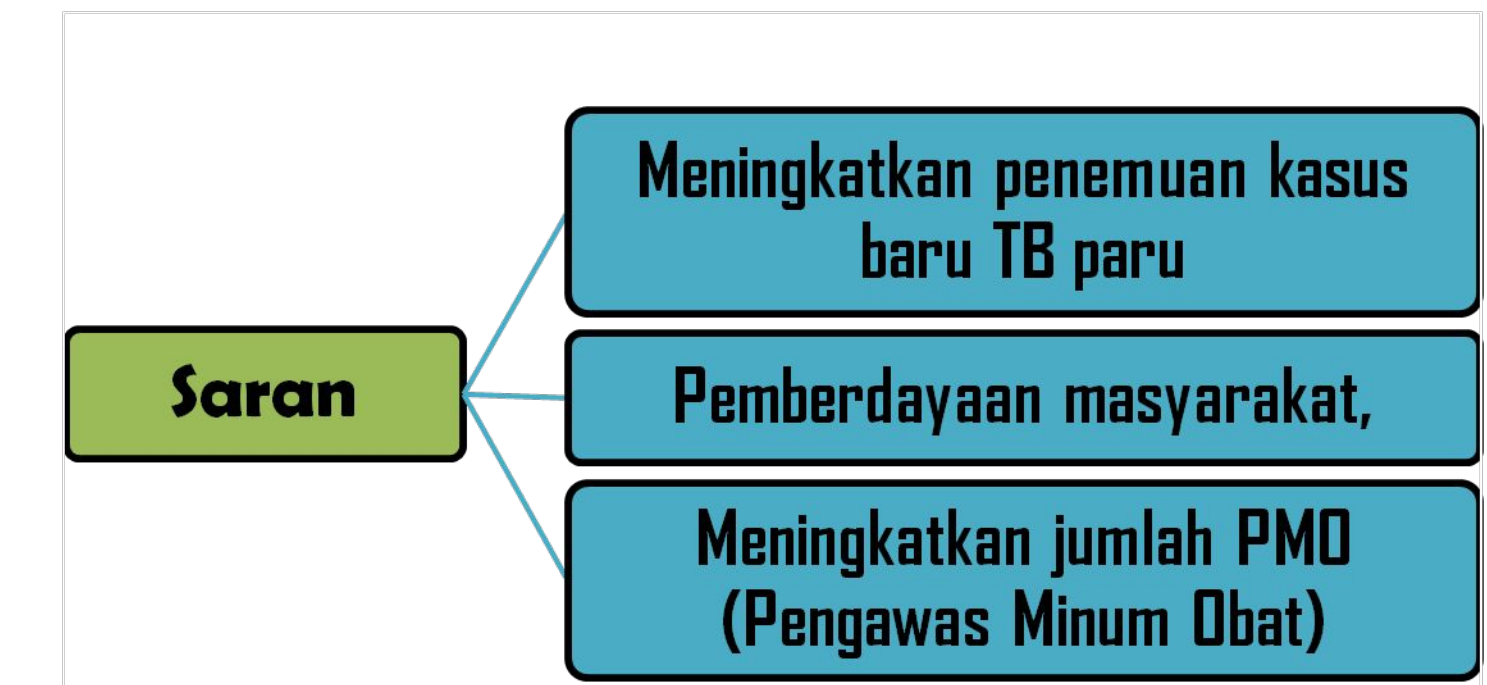 Saran
Meningkatkan penemuan kasus
baru TB paru
Pemberdayaan masyarakat,
Meningkatkan jumlah PMO
(Pengawas Minum Obat)